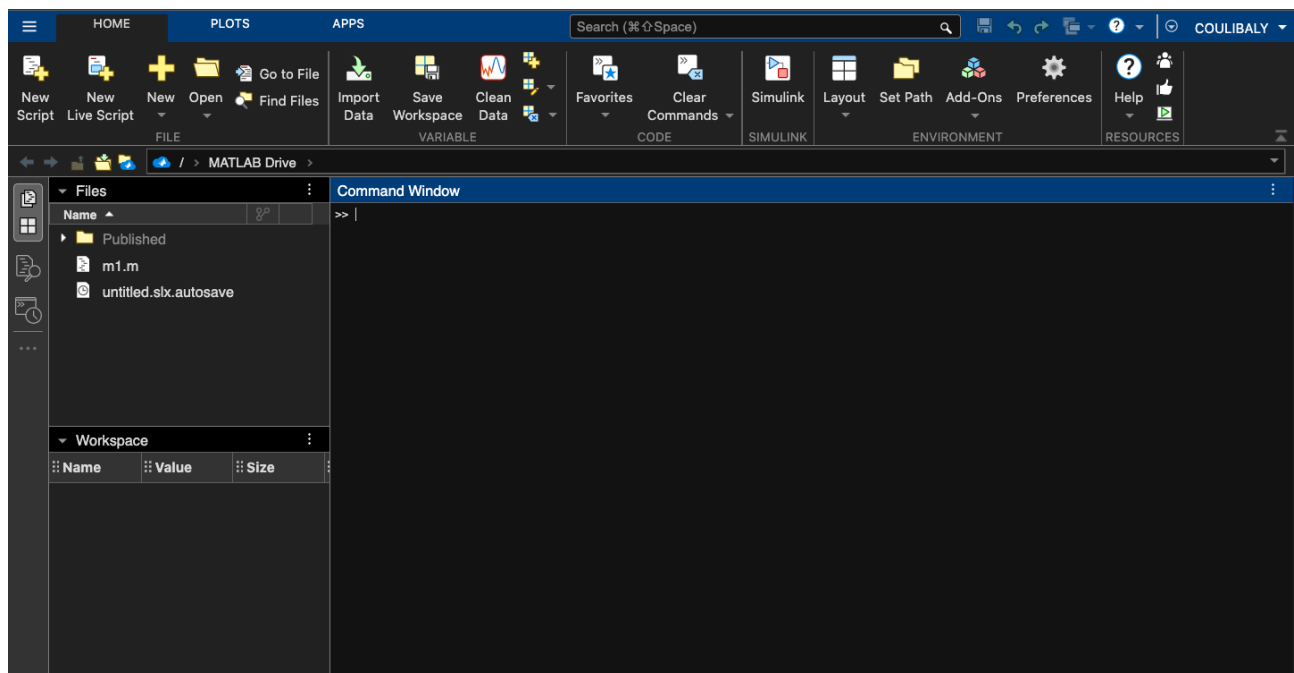 HOME PLOTS APPS Search (⌘⇧Space) COULIBALY
New Script
New Live Script
New
Open
Go to File
Find Files
FILE
Import Data
Save Workspace
Clean Data
VARIABLE
Favorites
Clear Commands
CODE
Simulink
SIMULINK
Layout
Set Path
Add-Ons
Preferences
ENVIRONMENT
Help
RESOURCES
/ > MATLAB Drive >
Files
Name
Published
m1.m
untitled.slx.autosave
Workspace
Name Value Size
Command Window
>>